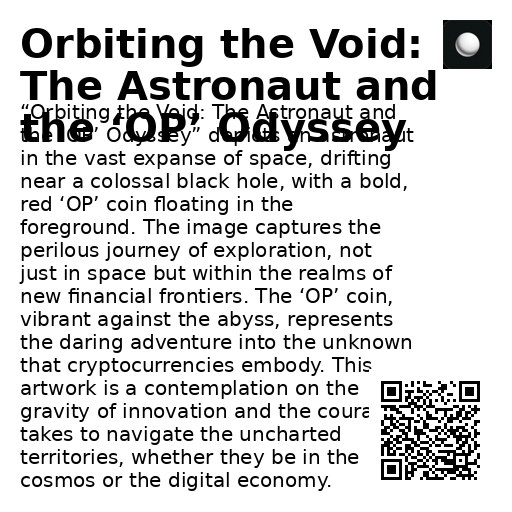 Orbiting the Void:
The Astronaut and
the ‘OP’ Odyssey
“Orbiting the Void: The Astronaut and
the ‘OP’ Odyssey” depicts an astronaut
in the vast expanse of space, drifting
near a colossal black hole, with a bold,
red ‘OP’ coin floating in the
foreground. The image captures the
perilous journey of exploration, not
just in space but within the realms of
new financial frontiers. The ‘OP’ coin,
vibrant against the abyss, represents
the daring adventure into the unknown
that cryptocurrencies embody. This
artwork is a contemplation on the
gravity of innovation and the coura
takes to navigate the uncharted
territories, whether they be in the
cosmos or the digital economy.